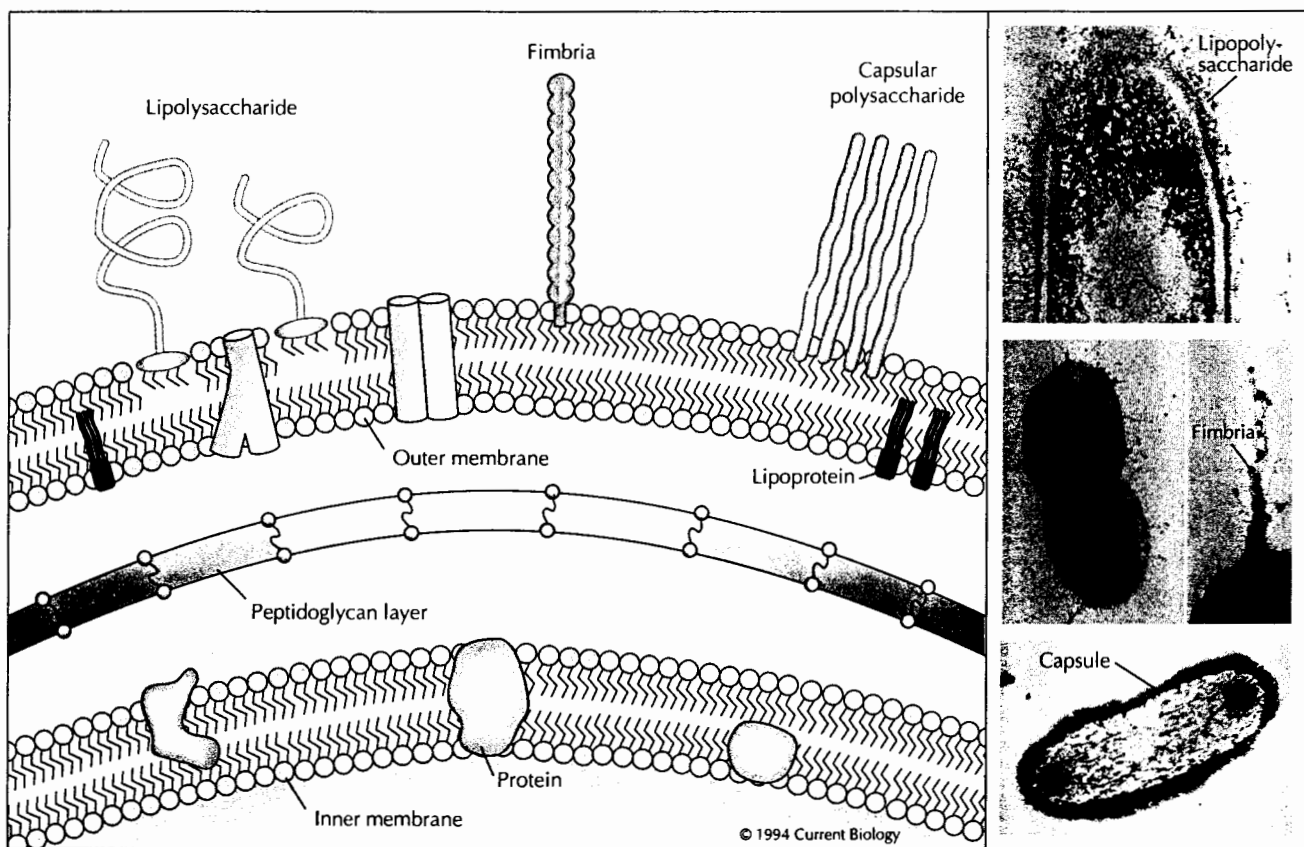 Fimbria
Capsular
polysaccharide
Lipolysaccharide
Outer membrane
Lipoprotein
Peptidoglycan layer
Protein
Inner membrane
© 1994 Current Biology
Lipopoly-
saccharide
Fimbria
Capsule